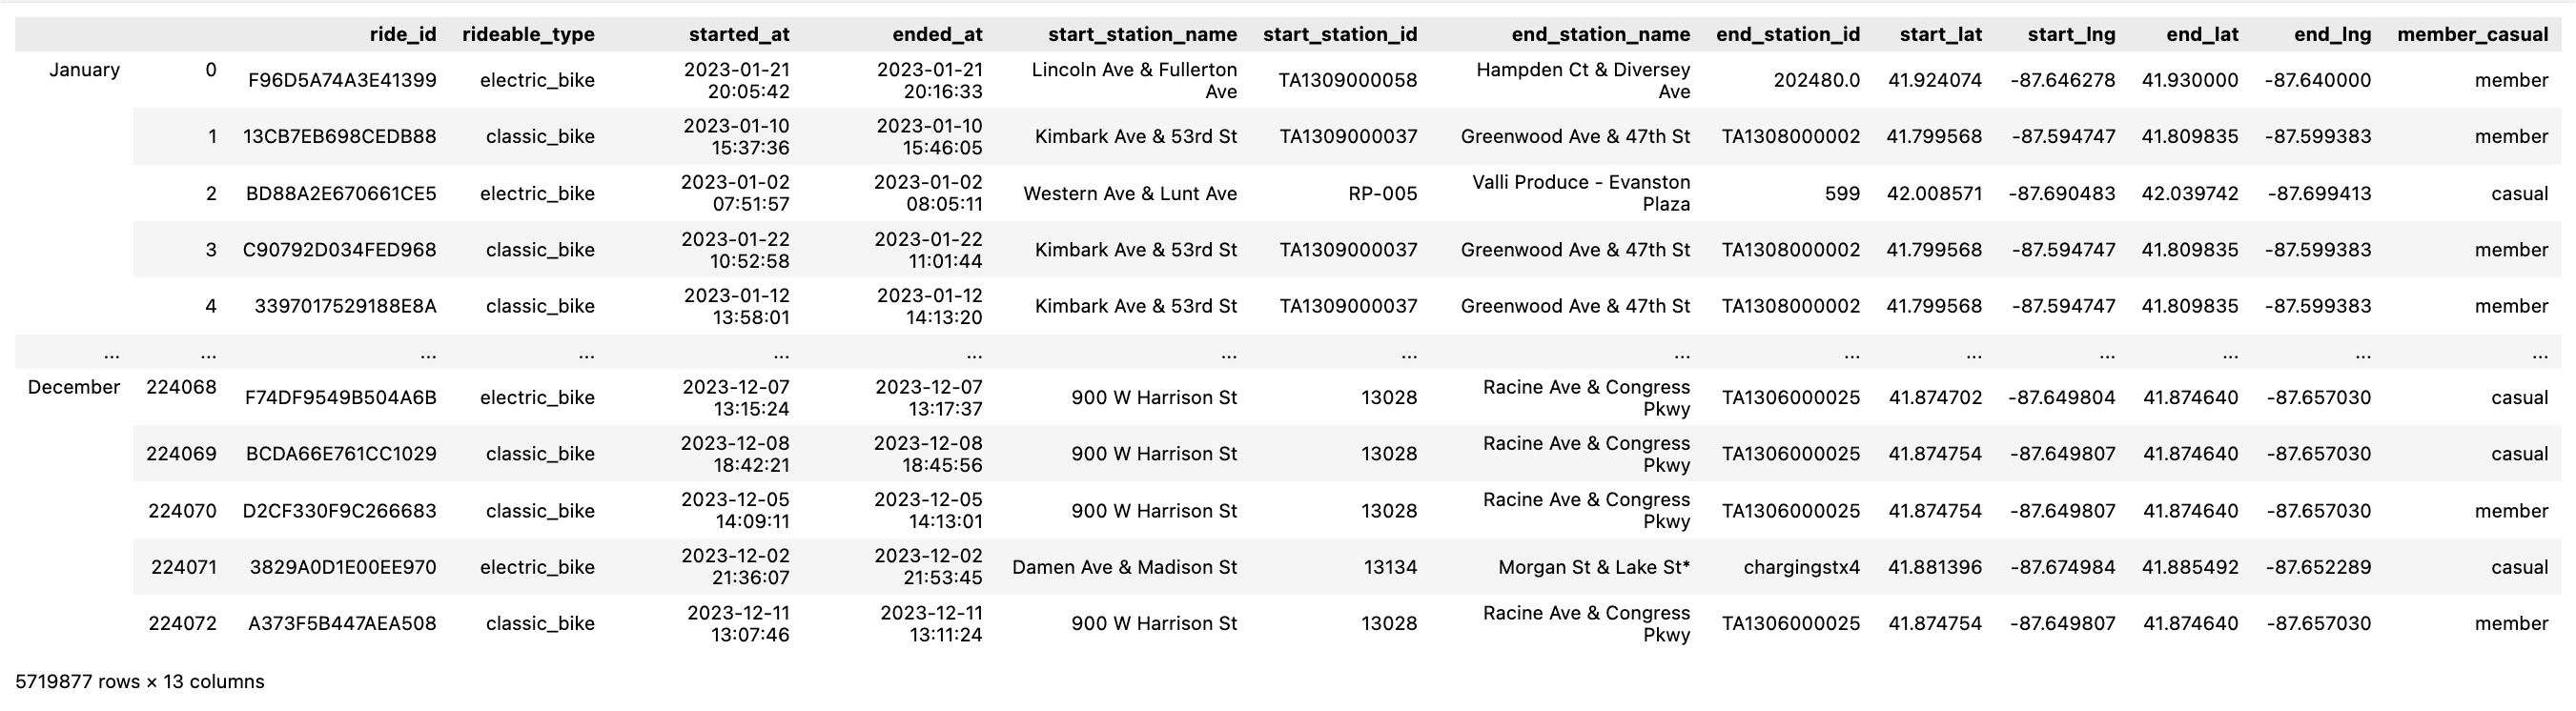 ride_id rideable_type started_at ended_at start_station_name start_station_id end_station_name end_station_id start_lat start_lng end_lat end_lng member_casual
January 0 F96D5A74A3E41399 electric_bike 2023-01-21 20:05:42 2023-01-21 20:16:33 Lincoln Ave & Fullerton Ave TA1309000058 Hampden Ct & Diversey Ave 202480.0 41.924074 -87.646278 41.930000 -87.640000 member
1 13CB7EB698CEDB88 classic_bike 2023-01-10 15:37:36 2023-01-10 15:46:05 Kimbark Ave & 53rd St TA1309000037 Greenwood Ave & 47th St TA1308000002 41.799568 -87.594747 41.809835 -87.599383 member
2 BD88A2E670661CE5 electric_bike 2023-01-02 07:51:57 2023-01-02 08:05:11 Western Ave & Lunt Ave RP-005 Valli Produce - Evanston Plaza 599 42.008571 -87.690483 42.039742 -87.699413 casual
3 C90792D034FED968 classic_bike 2023-01-22 10:52:58 2023-01-22 11:01:44 Kimbark Ave & 53rd St TA1309000037 Greenwood Ave & 47th St TA1308000002 41.799568 -87.594747 41.809835 -87.599383 member
4 3397017529188E8A classic_bike 2023-01-12 13:58:01 2023-01-12 14:13:20 Kimbark Ave & 53rd St TA1309000037 Greenwood Ave & 47th St TA1308000002 41.799568 -87.594747 41.809835 -87.599383 member
... ... ... ... ... ... ... ... ... ... ... ... ... ... ...
December 224068 F74DF9549B504A6B electric_bike 2023-12-07 13:15:24 2023-12-07 13:17:37 900 W Harrison St 13028 Racine Ave & Congress Pkwy TA1306000025 41.874702 -87.649804 41.874640 -87.657030 casual
224069 BCDA66E761CC1029 classic_bike 2023-12-08 18:42:21 2023-12-08 18:45:56 900 W Harrison St 13028 Racine Ave & Congress Pkwy TA1306000025 41.874754 -87.649807 41.874640 -87.657030 casual
224070 D2CF330F9C266683 classic_bike 2023-12-05 14:09:11 2023-12-05 14:13:01 900 W Harrison St 13028 Racine Ave & Congress Pkwy TA1306000025 41.874754 -87.649807 41.874640 -87.657030 member
224071 3829A0D1E00EE970 electric_bike 2023-12-02 21:36:07 2023-12-02 21:53:45 Damen Ave & Madison St 13134 Morgan St & Lake St* chargingstx4 41.881396 -87.674984 41.885492 -87.652289 casual
224072 A373F5B447AEA508 classic_bike 2023-12-11 13:07:46 2023-12-11 13:11:24 900 W Harrison St 13028 Racine Ave & Congress Pkwy TA1306000025 41.874754 -87.649807 41.874640 -87.657030 member
5719877 rows × 13 columns